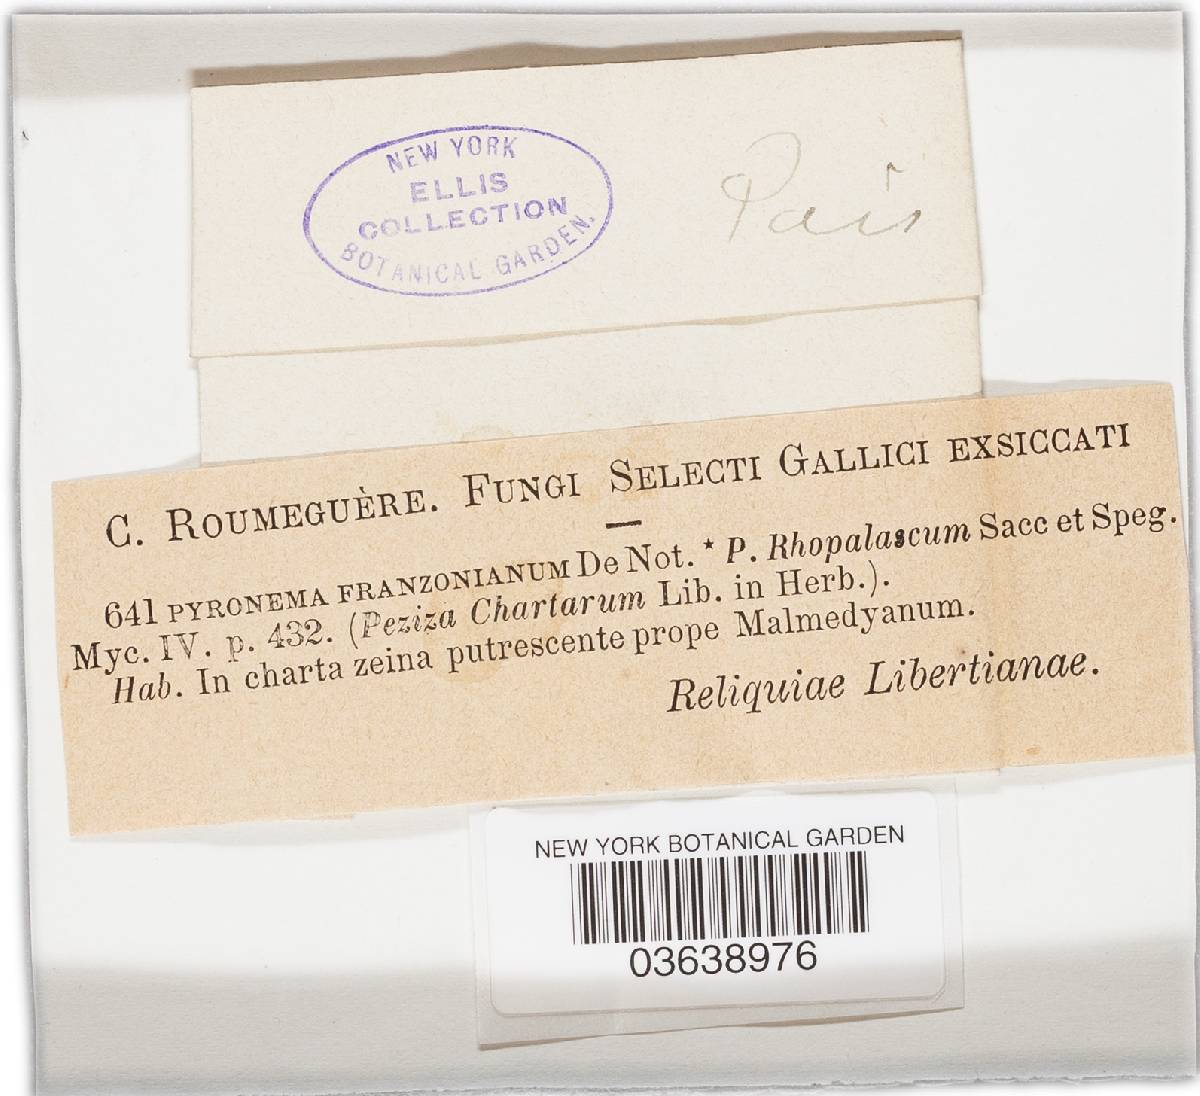 NEW YORK
ELLIS
COLLECTION
BOTANICAL GARDEN.
Pais
C. ROUMEGUÈRE. FUNGI SELECTI GALLICI EXSICCATI
641 PYRONEMA FRANZONIANUM De Not. * P. Rhopalascum Sacc et Speg.
Myc. IV. p. 432. (Peziza Chartarum Lib. in Herb.).
Hab. In charta zeina putrescente prope Malmedyanum.
Reliquiae Libertianae.
NEW YORK BOTANICAL GARDEN
03638976